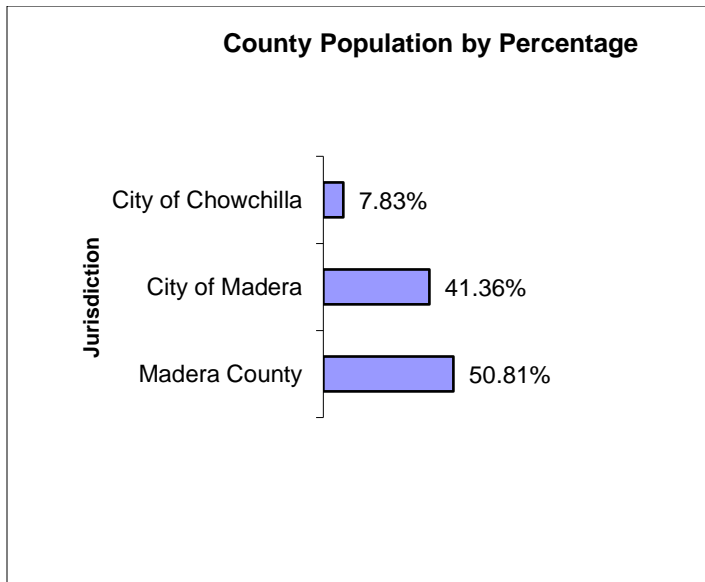 County Population by Percentage
Jurisdiction
City of Chowchilla 7.83%
City of Madera 41.36%
Madera County 50.81%